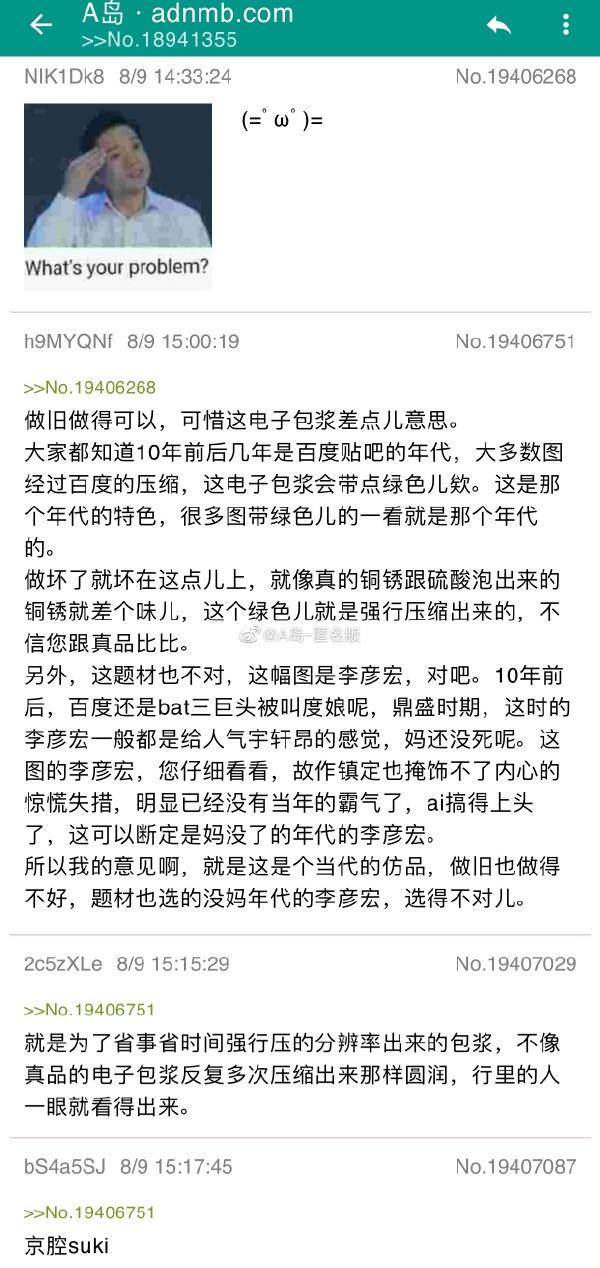 A岛 · adnmb.com
>>No.18941355
NIK1Dk8 8/9 14:33:24 No.19406268
(=ﾟωﾟ)=
What's your problem?
h9MYQNf 8/9 15:00:19 No.19406751
>>No.19406268
做旧做得可以，可惜这电子包浆差点儿意思。
大家都知道10年前后几年是百度贴吧的年代，大多数图
经过百度的压缩，这电子包浆会带点绿色儿欸。这是那
个年代的特色，很多图带绿色儿的一看就是那个年代
的。
做坏了就坏在这点儿上，就像真的铜锈跟硫酸泡出来的
铜锈就差个味儿，这个绿色儿就是强行压缩出来的，不
信您跟真品比比。
@A岛-匿名版
另外，这题材也不对，这幅图是李彦宏，对吧。10年前
后，百度还是bat三巨头被叫度娘呢，鼎盛时期，这时的
李彦宏一般都是给人气宇轩昂的感觉，妈还没死呢。这
图的李彦宏，您仔细看看，故作镇定也掩饰不了内心的
惊慌失措，明显已经没有当年的霸气了，ai搞得上头
了，这可以断定是妈没了的年代的李彦宏。
所以我的意见啊，就是这是个当代的仿品，做旧也做得
不好，题材也选的没妈年代的李彦宏，选得不对儿。
2c5zXLe 8/9 15:15:29 No.19407029
>>No.19406751
就是为了省事省时间强行压的分辨率出来的包浆，不像
真品的电子包浆反复多次压缩出来那样圆润，行里的人
一眼就看得出来。
bS4a5SJ 8/9 15:17:45 No.19407087
>>No.19406751
京腔suki